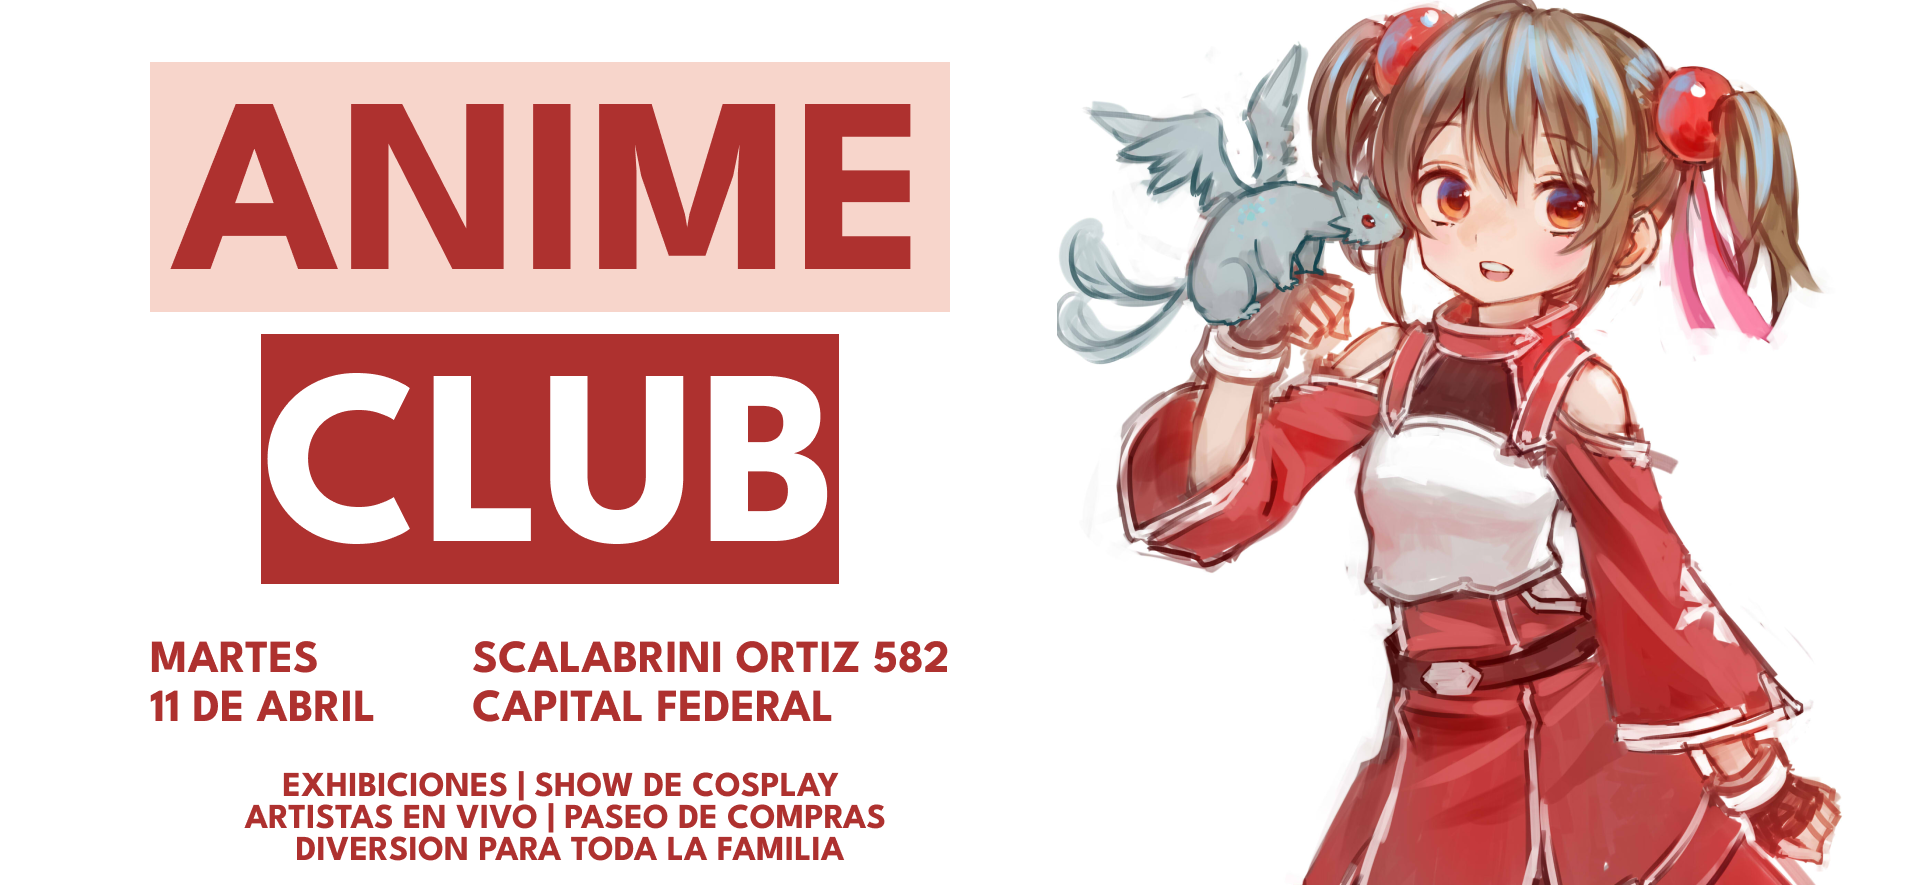 ANIME
CLUB
MARTES
11 DE ABRIL
SCALABRINI ORTIZ 582
CAPITAL FEDERAL
EXHIBICIONES | SHOW DE COSPLAY
ARTISTAS EN VIVO | PASEO DE COMPRAS
DIVERSION PARA TODA LA FAMILIA